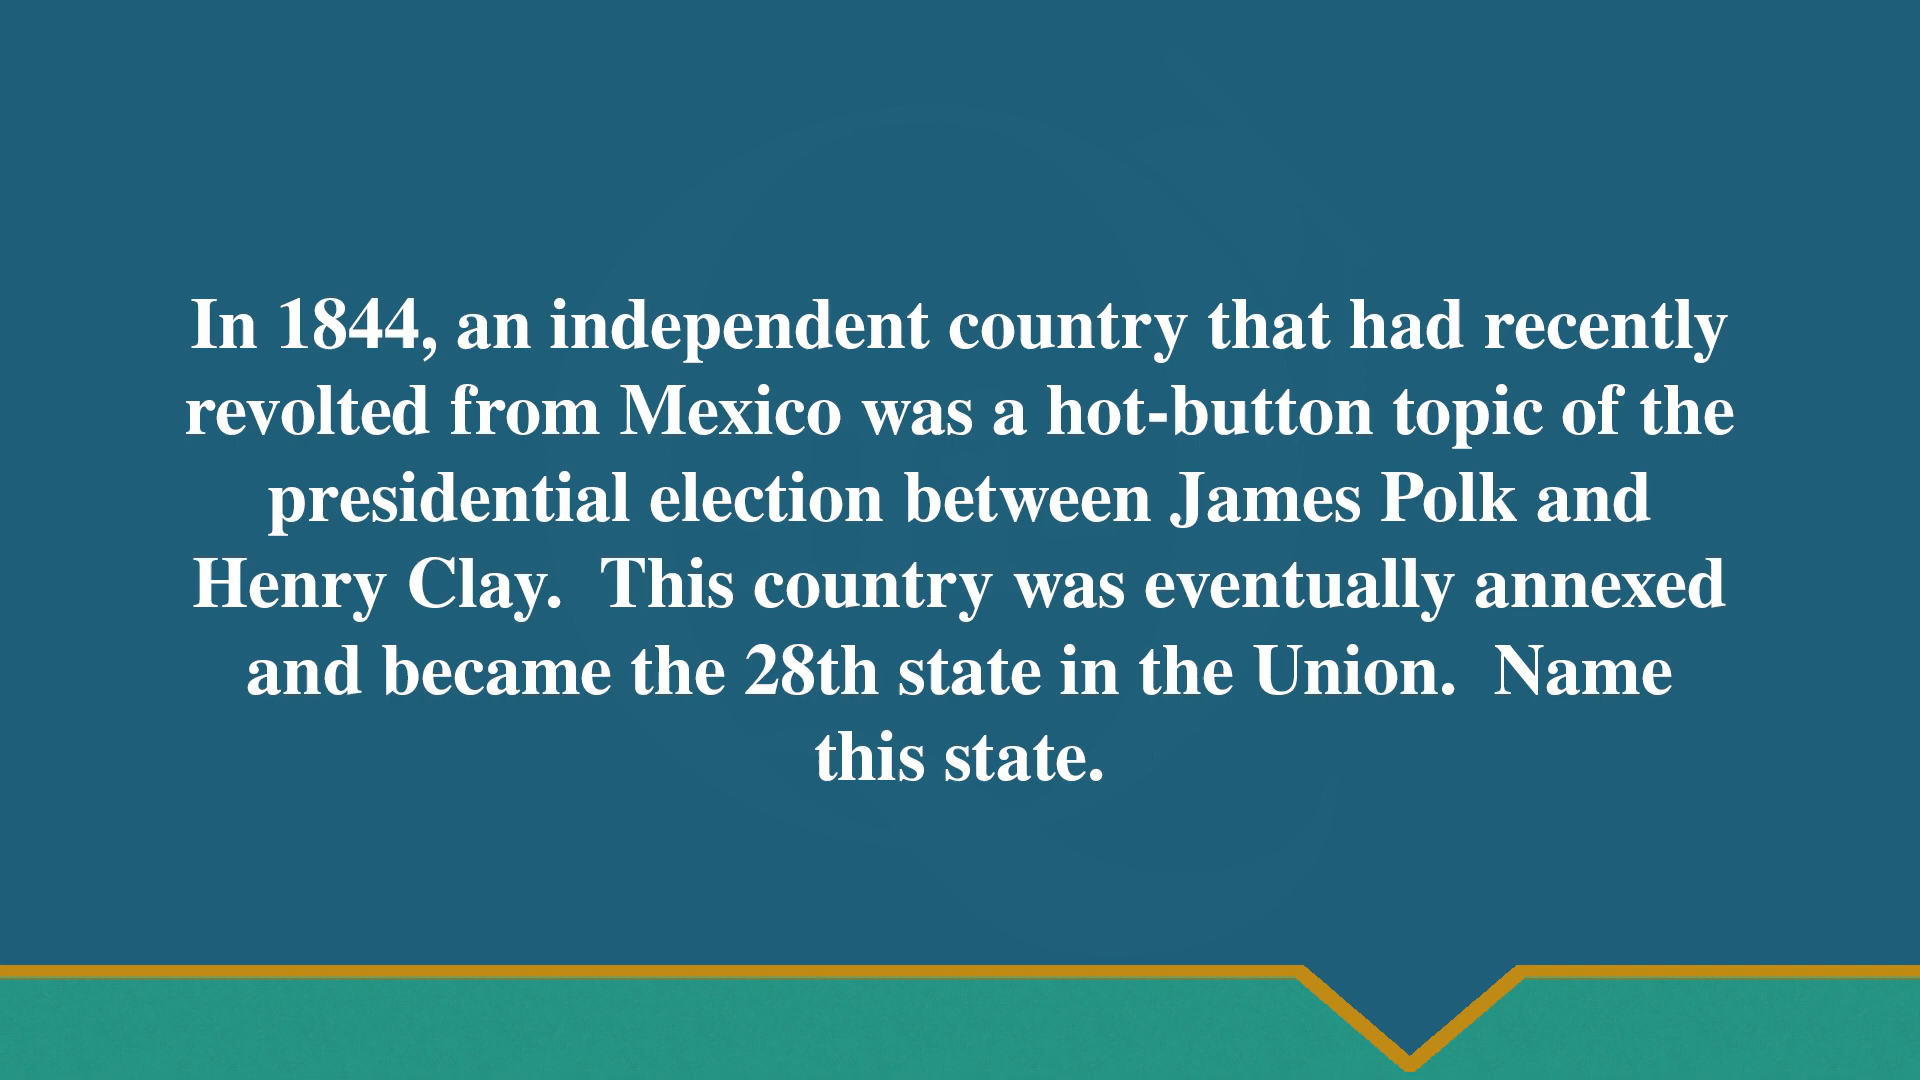 In 1844, an independent country that had recently
revolted from Mexico was a hot-button topic of the
presidential election between James Polk and
Henry Clay.  This country was eventually annexed
and became the 28th state in the Union.  Name
this state.